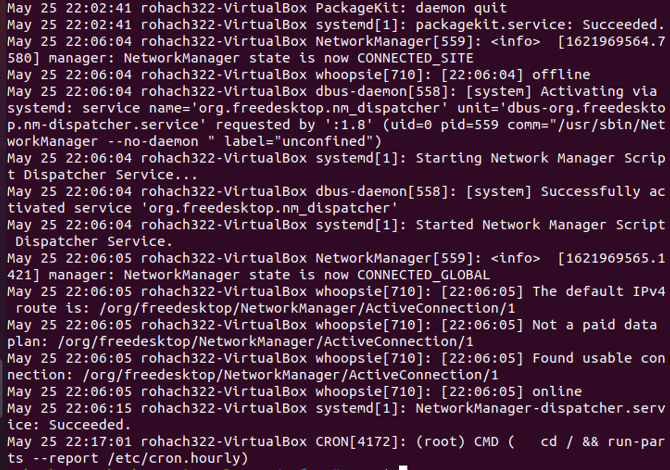 May 25 22:02:41 rohach322-VirtualBox PackageKit: daemon quit
May 25 22:02:41 rohach322-VirtualBox systemd[1]: packagekit.service: Succeeded.
May 25 22:06:04 rohach322-VirtualBox NetworkManager[559]: <info>  [1621969564.7
580] manager: NetworkManager state is now CONNECTED_SITE
May 25 22:06:04 rohach322-VirtualBox whoopsie[710]: [22:06:04] offline
May 25 22:06:04 rohach322-VirtualBox dbus-daemon[558]: [system] Activating via
systemd: service name='org.freedesktop.nm_dispatcher' unit='dbus-org.freedeskto
p.nm-dispatcher.service' requested by ':1.8' (uid=0 pid=559 comm="/usr/sbin/Net
workManager --no-daemon " label="unconfined")
May 25 22:06:04 rohach322-VirtualBox systemd[1]: Starting Network Manager Scrip
t Dispatcher Service...
May 25 22:06:04 rohach322-VirtualBox dbus-daemon[558]: [system] Successfully ac
tivated service 'org.freedesktop.nm_dispatcher'
May 25 22:06:04 rohach322-VirtualBox systemd[1]: Started Network Manager Script
 Dispatcher Service.
May 25 22:06:05 rohach322-VirtualBox NetworkManager[559]: <info>  [1621969565.1
421] manager: NetworkManager state is now CONNECTED_GLOBAL
May 25 22:06:05 rohach322-VirtualBox whoopsie[710]: [22:06:05] The default IPv4
 route is: /org/freedesktop/NetworkManager/ActiveConnection/1
May 25 22:06:05 rohach322-VirtualBox whoopsie[710]: [22:06:05] Not a paid data
plan: /org/freedesktop/NetworkManager/ActiveConnection/1
May 25 22:06:05 rohach322-VirtualBox whoopsie[710]: [22:06:05] Found usable con
nection: /org/freedesktop/NetworkManager/ActiveConnection/1
May 25 22:06:05 rohach322-VirtualBox whoopsie[710]: [22:06:05] online
May 25 22:06:15 rohach322-VirtualBox systemd[1]: NetworkManager-dispatcher.serv
ice: Succeeded.
May 25 22:17:01 rohach322-VirtualBox CRON[4172]: (root) CMD (   cd / && run-par
ts --report /etc/cron.hourly)